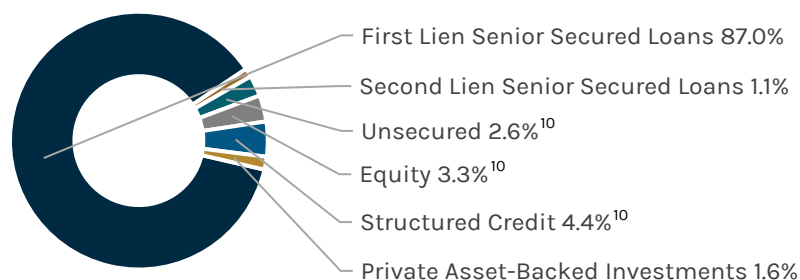 First Lien Senior Secured Loans 87.0%
Second Lien Senior Secured Loans 1.1%
Unsecured 2.6%¹⁰
Equity 3.3%¹⁰
Structured Credit 4.4%¹⁰
Private Asset-Backed Investments 1.6%